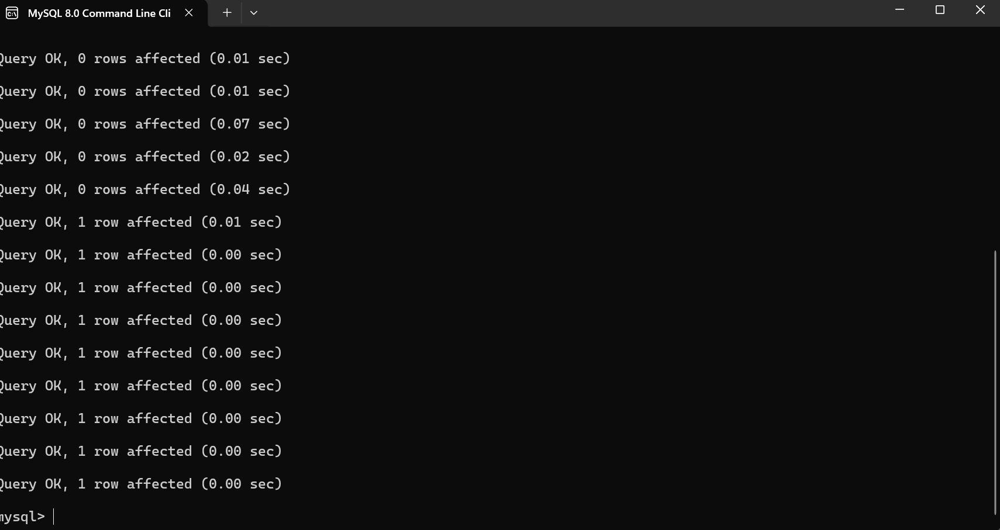 MySQL 8.0 Command Line Cli
Query OK, 0 rows affected (0.01 sec)
Query OK, 0 rows affected (0.01 sec)
Query OK, 0 rows affected (0.07 sec)
Query OK, 0 rows affected (0.02 sec)
Query OK, 0 rows affected (0.04 sec)
Query OK, 1 row affected (0.01 sec)
Query OK, 1 row affected (0.00 sec)
Query OK, 1 row affected (0.00 sec)
Query OK, 1 row affected (0.00 sec)
Query OK, 1 row affected (0.00 sec)
Query OK, 1 row affected (0.00 sec)
Query OK, 1 row affected (0.00 sec)
Query OK, 1 row affected (0.00 sec)
Query OK, 1 row affected (0.00 sec)
mysql>